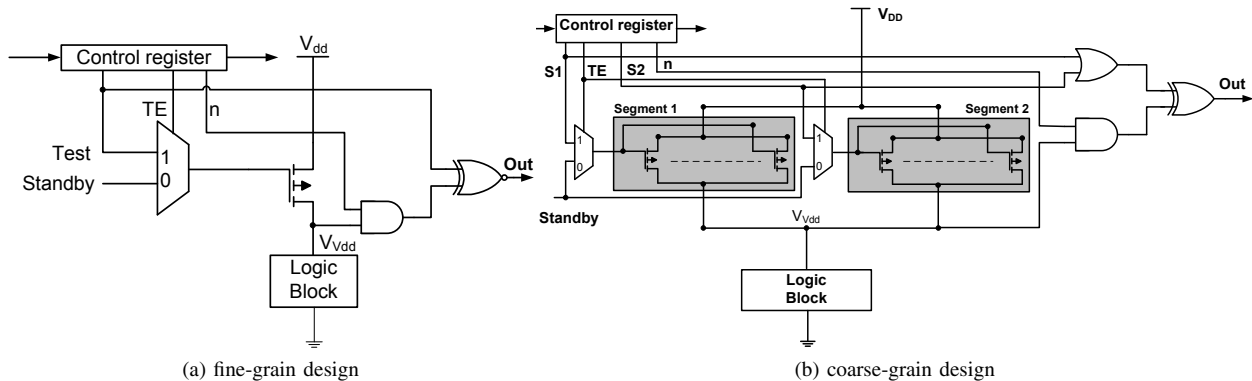 Control register
V_dd
TE
n
Test
Standby
1
0
Out
V_Vdd
Logic
Block
(a) fine-grain design
Control register
V_DD
S1
TE
S2
n
Segment 1
Segment 2
1
0
1
0
Standby
Out
V_Vdd
Logic
Block
(b) coarse-grain design